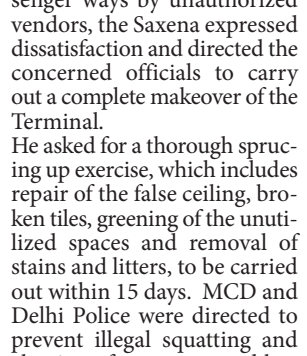 senger ways by unauthorized
vendors, the Saxena expressed
dissatisfaction and directed the
concerned officials to carry
out a complete makeover of the
Terminal.
He asked for a thorough spruc-
ing up exercise, which includes
repair of the false ceiling, bro-
ken tiles, greening of the unuti-
lized spaces and removal of
stains and litters, to be carried
out within 15 days. MCD and
Delhi Police were directed to
prevent illegal squatting and